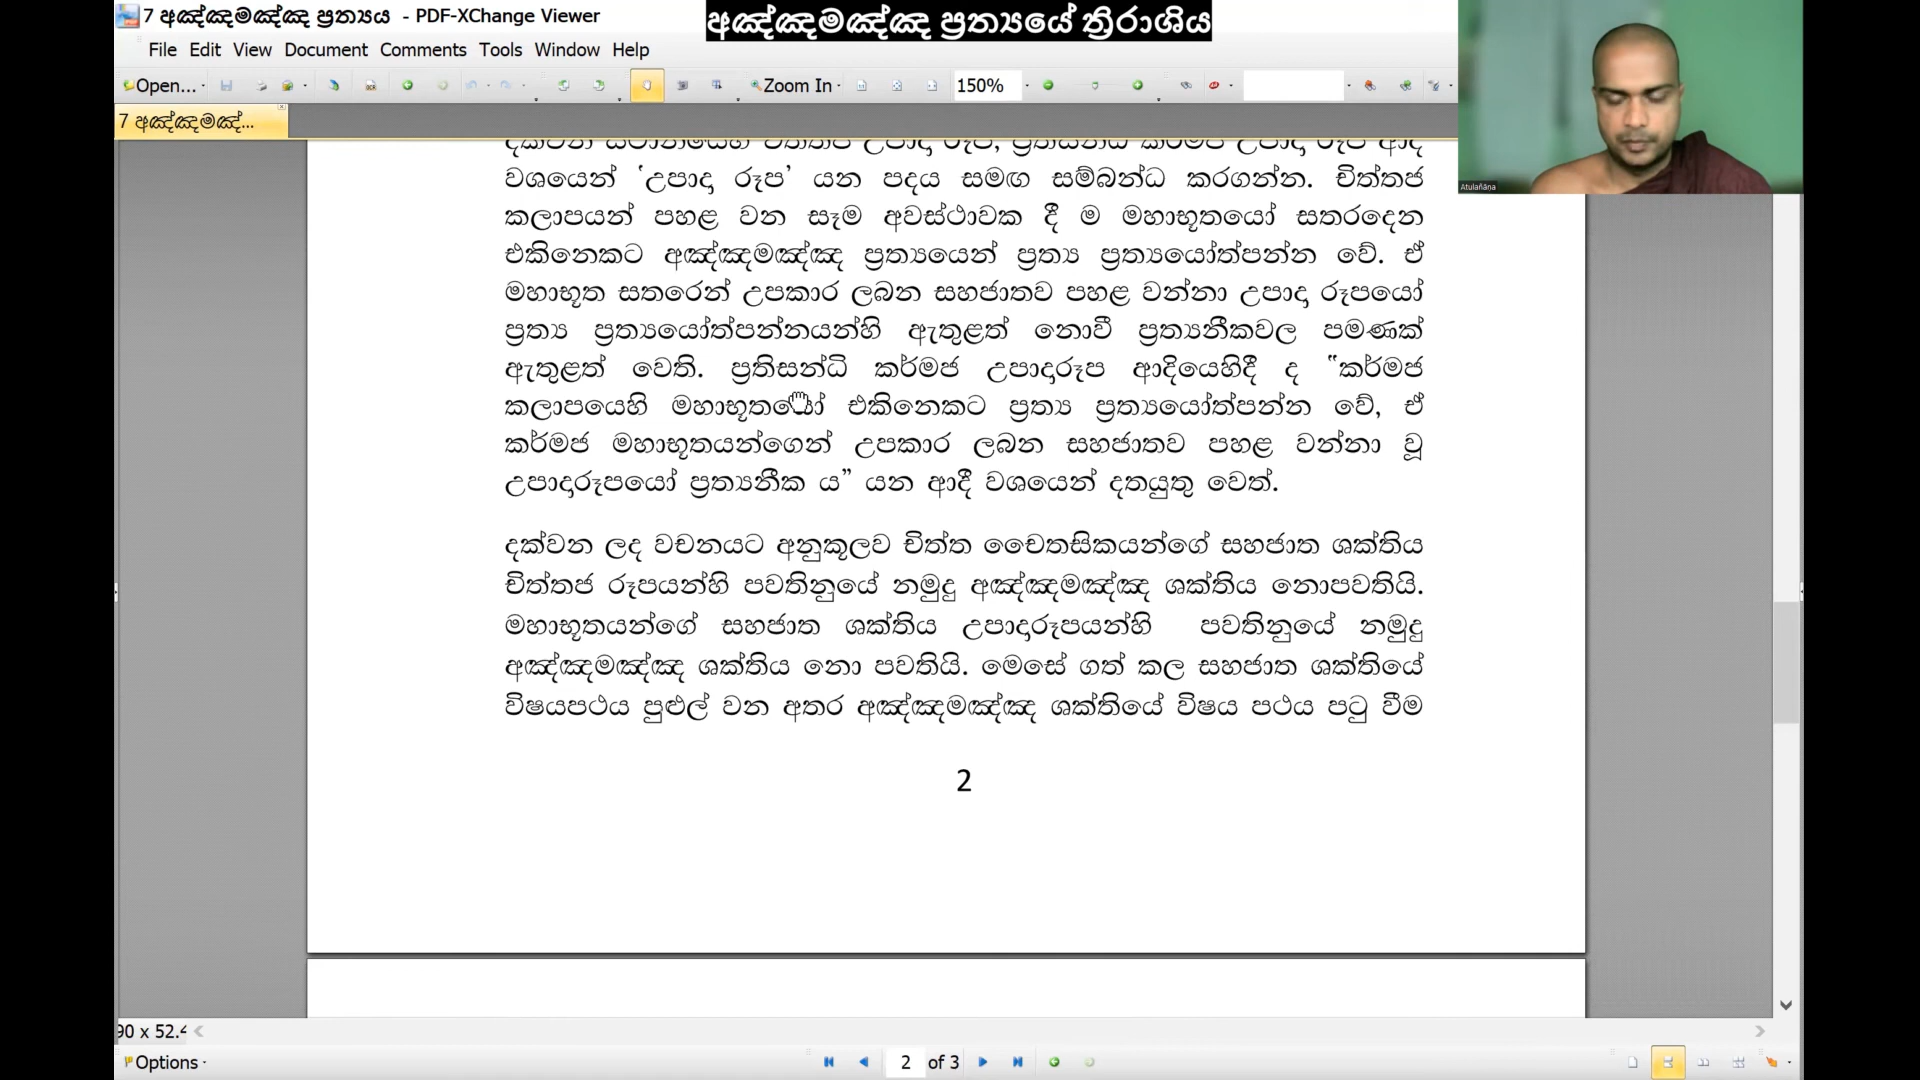 7 අඤ්ඤමඤ්ඤ ප්‍රත්‍යය - PDF-XChange Viewer
අඤ්ඤමඤ්ඤ ප්‍රත්‍යයේ ත්‍රිරාශිය
File Edit View Document Comments Tools Window Help
Open... Zoom In 150%
7 අඤ්ඤමඤ්...
Atulañāṇa
වශයෙන් ‘උපාදා රූප’ යන පදය සමඟ සම්බන්ධ කරගන්න. චිත්තජ
කලාපයන් පහළ වන සෑම අවස්ථාවක දී ම මහාභූතයෝ සතරදෙන
එකිනෙකට අඤ්ඤමඤ්ඤ ප්‍රත්‍යයෙන් ප්‍රත්‍ය ප්‍රත්‍යයෝත්පන්න වේ. ඒ
මහාභූත සතරෙන් උපකාර ලබන සහජාතව පහළ වන්නා උපාදා රූපයෝ
ප්‍රත්‍ය ප්‍රත්‍යයෝත්පන්නයන්හි ඇතුළත් නොවී ප්‍රත්‍යනීකවල පමණක්
ඇතුළත් වෙති. ප්‍රතිසන්ධි කර්මජ උපාදාරූප ආදියෙහිදී ද “කර්මජ
කලාපයෙහි මහාභූතයෝ එකිනෙකට ප්‍රත්‍ය ප්‍රත්‍යයෝත්පන්න වේ, ඒ
කර්මජ මහාභූතයන්ගෙන් උපකාර ලබන සහජාතව පහළ වන්නා වූ
උපාදාරූපයෝ ප්‍රත්‍යනීක ය” යන ආදී වශයෙන් දතයුතු වෙත්.
දක්වන ලද වචනයට අනුකූලව චිත්ත චෛතසිකයන්ගේ සහජාත ශක්තිය
චිත්තජ රූපයන්හි පවතිනුයේ නමුදු අඤ්ඤමඤ්ඤ ශක්තිය නොපවතියි.
මහාභූතයන්ගේ සහජාත ශක්තිය උපාදාරූපයන්හි පවතිනුයේ නමුදු
අඤ්ඤමඤ්ඤ ශක්තිය නො පවතියි. මෙසේ ගත් කල සහජාත ශක්තියේ
විෂයපථය පුළුල් වන අතර අඤ්ඤමඤ්ඤ ශක්තියේ විෂය පථය පටු වීම
2
90 x 52.4
Options 2 of 3